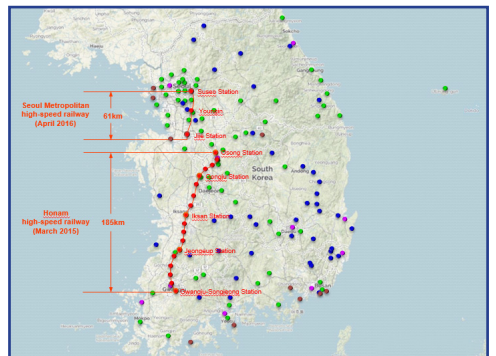 Seoul Metropolitan
high-speed railway
(April 2016)
61km
Suseo Station
Jije Station
Osong Station
Gongju Station
South
Korea
Honam
high-speed railway
(March 2015)
185km
Iksan Station
Jeongeup Station
Gwangju-Songjeong Station